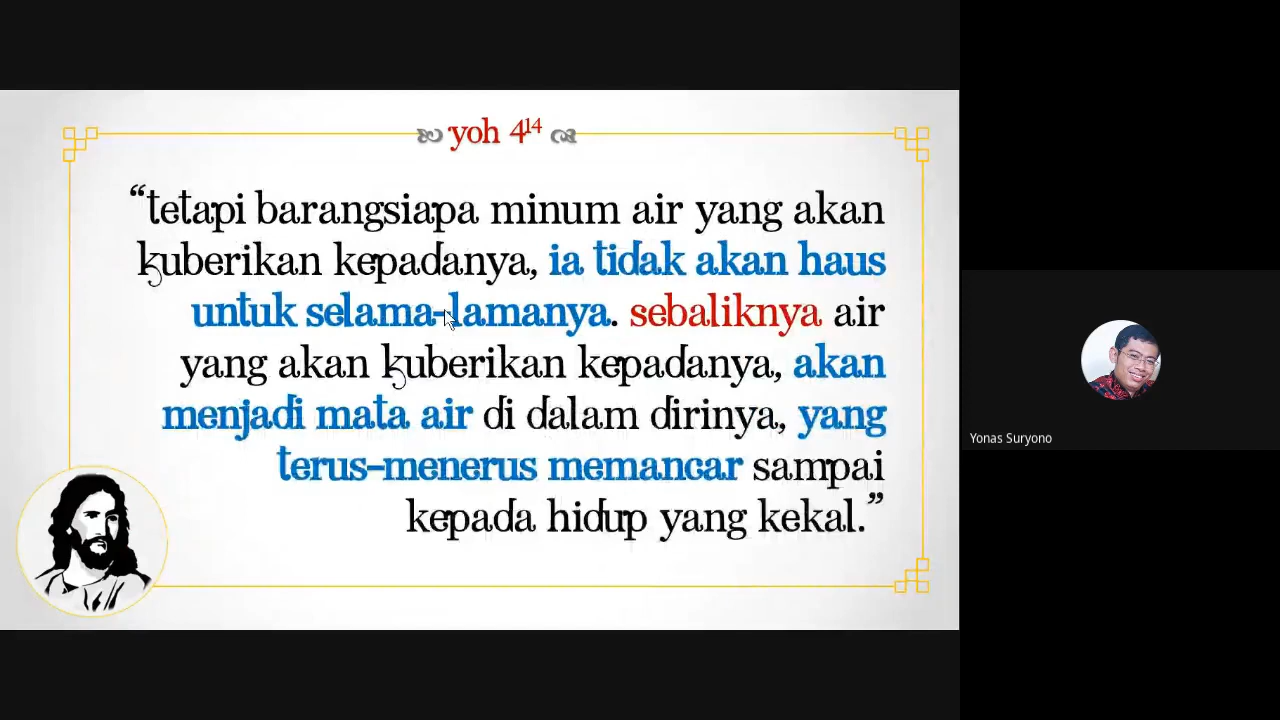 yoh 4¹⁴
“tetapi barangsiapa minum air yang akan
kuberikan kepadanya, ia tidak akan haus
untuk selama-lamanya. sebaliknya air
yang akan kuberikan kepadanya, akan
menjadi mata air di dalam dirinya, yang
terus-menerus memancar sampai
kepada hidup yang kekal.”
Yonas Suryono